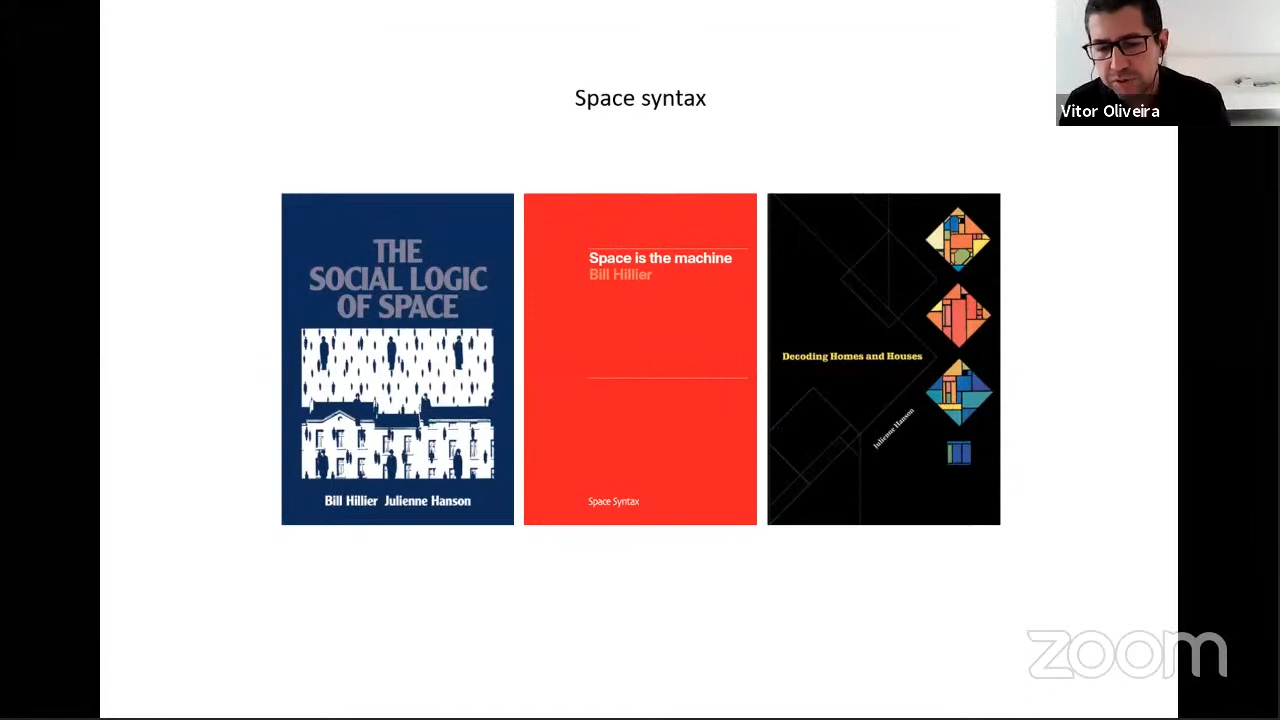 Space syntax
Vitor Oliveira
THE
SOCIAL LOGIC
OF SPACE
Bill Hillier Julienne Hanson
Space is the machine
Bill Hillier
Space Syntax
Decoding Homes and Houses
Julienne Hanson
zoom